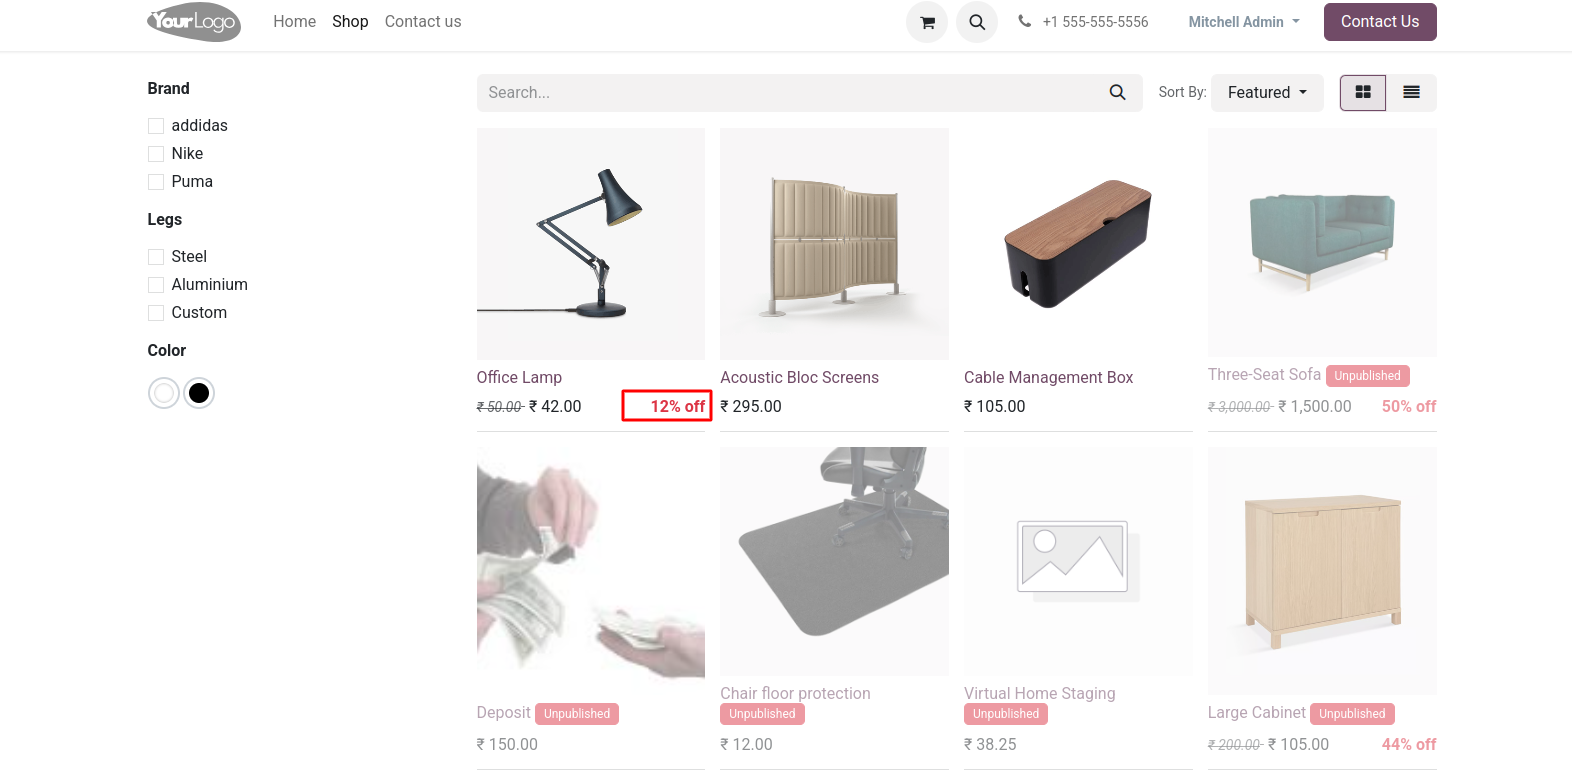 YourLogo
Home Shop Contact us
+1 555-555-5556
Mitchell Admin
Contact Us
Brand
addidas
Nike
Puma
Legs
Steel
Aluminium
Custom
Color
Search...
Sort By: Featured
Office Lamp
₹ 50.00 ₹ 42.00 12% off
Acoustic Bloc Screens
₹ 295.00
Cable Management Box
₹ 105.00
Three-Seat Sofa Unpublished
₹ 3,000.00 ₹ 1,500.00 50% off
Deposit Unpublished
₹ 150.00
Chair floor protection
Unpublished
₹ 12.00
Virtual Home Staging
Unpublished
₹ 38.25
Large Cabinet Unpublished
₹ 200.00 ₹ 105.00 44% off